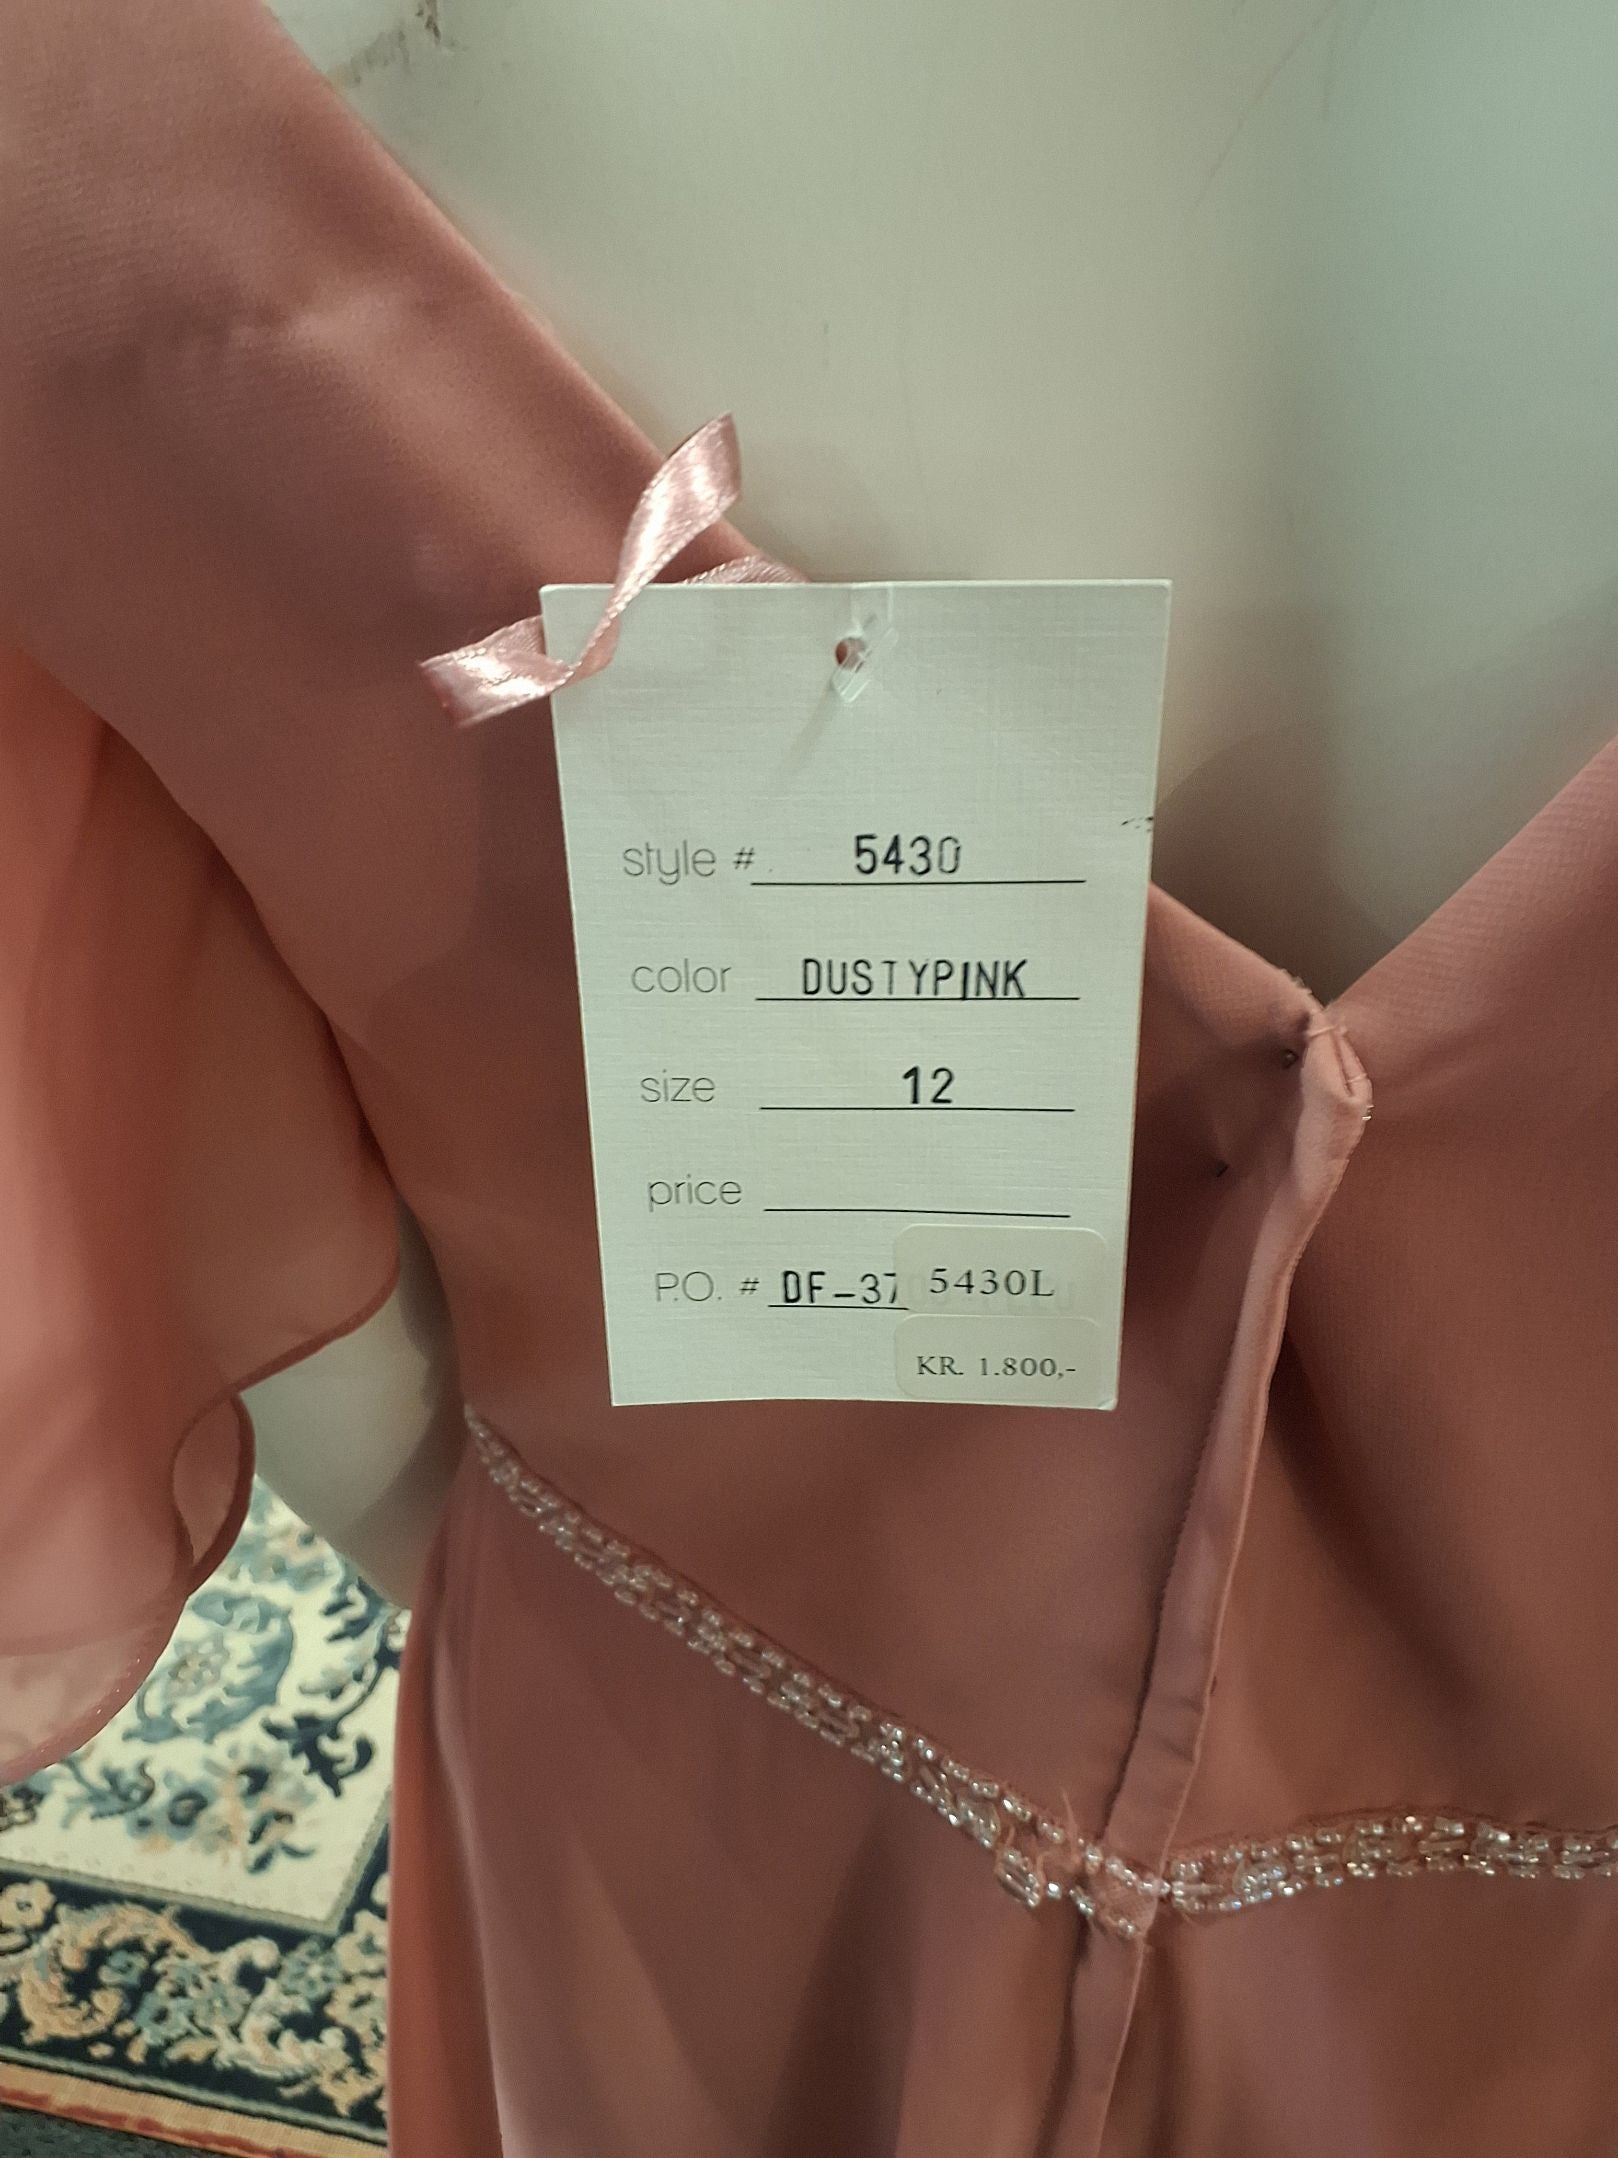 style # 5430
color DUSTYPINK
size 12
price
P.O. # DF-37 5430L
KR. 1.800,-